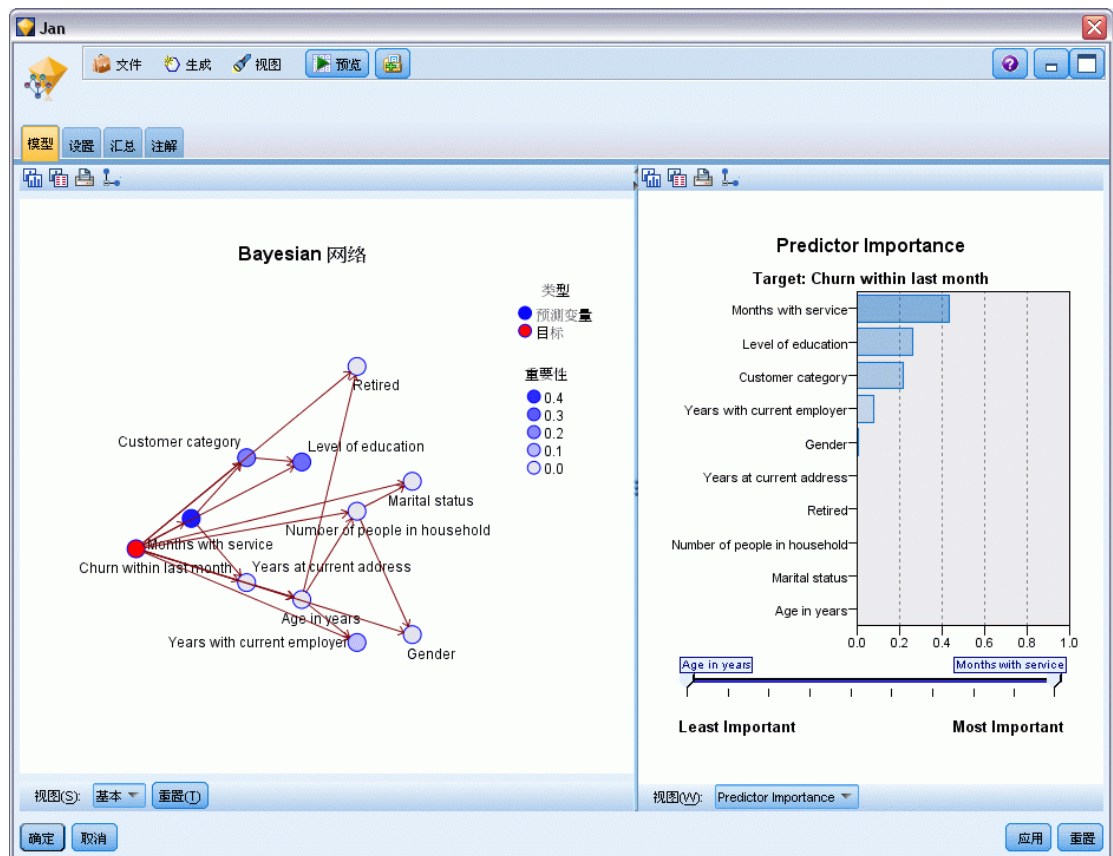 Jan
文件 生成 视图 预览
模型 设置 汇总 注解
Bayesian 网络
类型
预测变量
目标
重要性
0.4
0.3
0.2
0.1
0.0
Retired
Customer category
Level of education
Marital status
Number of people in household
Months with service
Churn within last month
Years at current address
Age in years
Years with current employer
Gender
视图(S): 基本 重置(T)
Predictor Importance
Target: Churn within last month
Months with service
Level of education
Customer category
Years with current employer
Gender
Years at current address
Retired
Number of people in household
Marital status
Age in years
0.0 0.2 0.4 0.6 0.8 1.0
Age in years Months with service
Least Important Most Important
视图(W): Predictor Importance
确定 取消 应用 重置